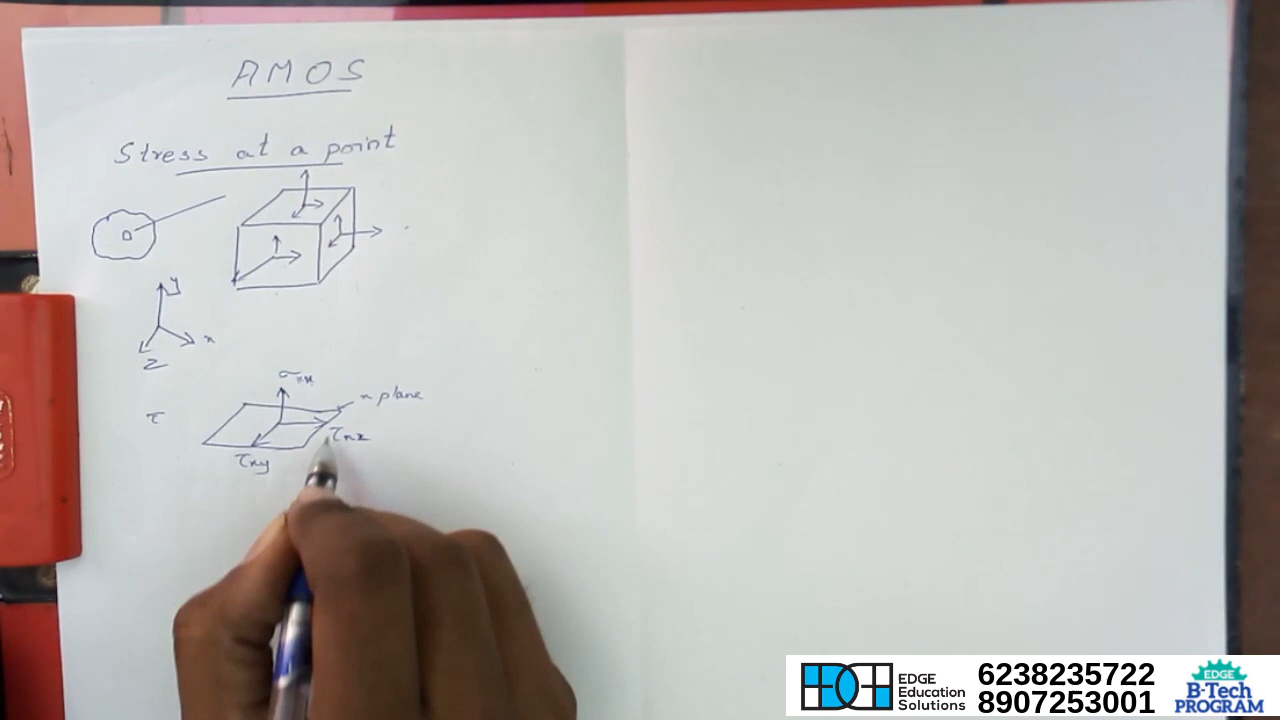 AMOS
Stress at a point
y
x
z
σxx
x plane
τ
τxz
τxy
EDGE
Education
Solutions
6238235722
8907253001
EDGE
B-Tech
PROGRAM